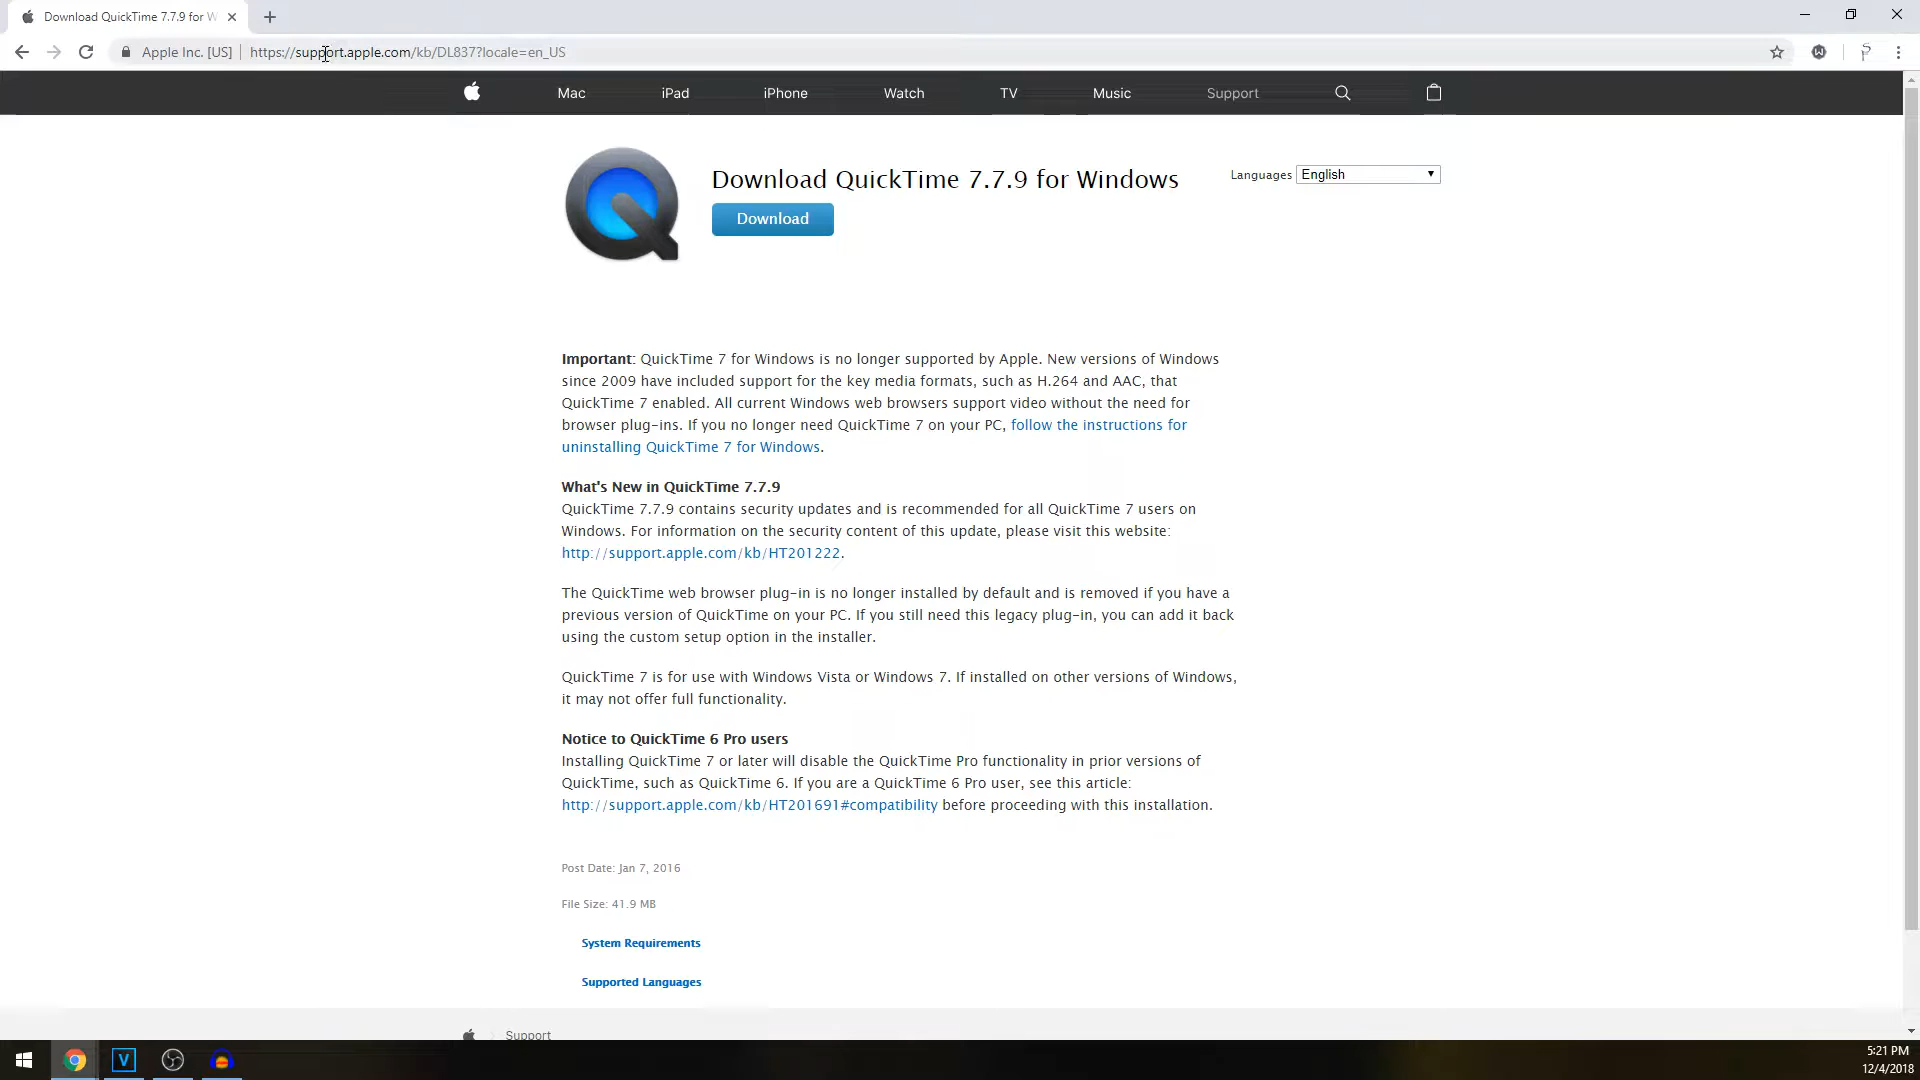 Download QuickTime 7.7.9 for W
Apple Inc. [US]
https://support.apple.com/kb/DL837?locale=en_US
Mac
iPad
iPhone
Watch
TV
Music
Support
Download QuickTime 7.7.9 for Windows
Languages
English
Download
Important: QuickTime 7 for Windows is no longer supported by Apple. New versions of Windows
since 2009 have included support for the key media formats, such as H.264 and AAC, that
QuickTime 7 enabled. All current Windows web browsers support video without the need for
browser plug-ins. If you no longer need QuickTime 7 on your PC, follow the instructions for
uninstalling QuickTime 7 for Windows.
What's New in QuickTime 7.7.9
QuickTime 7.7.9 contains security updates and is recommended for all QuickTime 7 users on
Windows. For information on the security content of this update, please visit this website:
http://support.apple.com/kb/HT201222.
The QuickTime web browser plug-in is no longer installed by default and is removed if you have a
previous version of QuickTime on your PC. If you still need this legacy plug-in, you can add it back
using the custom setup option in the installer.
QuickTime 7 is for use with Windows Vista or Windows 7. If installed on other versions of Windows,
it may not offer full functionality.
Notice to QuickTime 6 Pro users
Installing QuickTime 7 or later will disable the QuickTime Pro functionality in prior versions of
QuickTime, such as QuickTime 6. If you are a QuickTime 6 Pro user, see this article:
http://support.apple.com/kb/HT201691#compatibility before proceeding with this installation.
Post Date: Jan 7, 2016
File Size: 41.9 MB
System Requirements
Supported Languages
Support
V
5:21 PM
12/4/2018